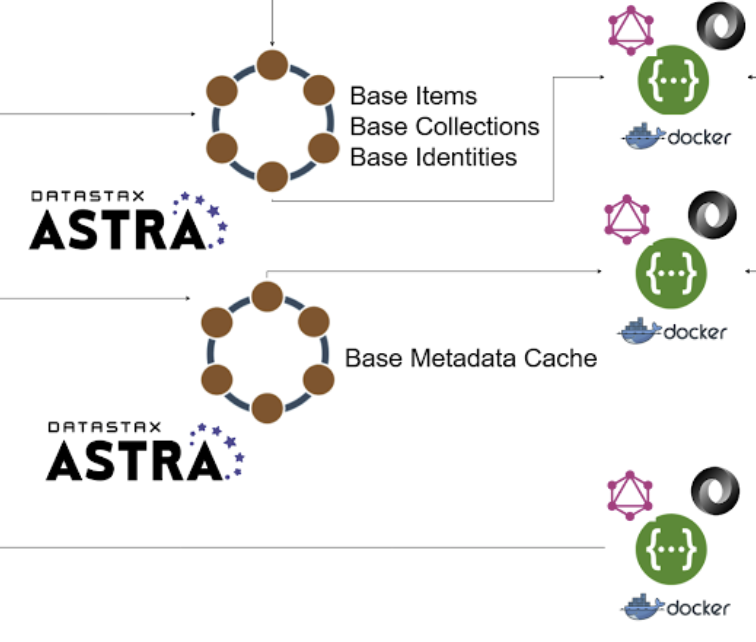 Base Items
Base Collections
Base Identities
docker
DATASTAX
ASTRA
{...}
docker
{...}
Base Metadata Cache
DATASTAX
ASTRA
{...}
docker